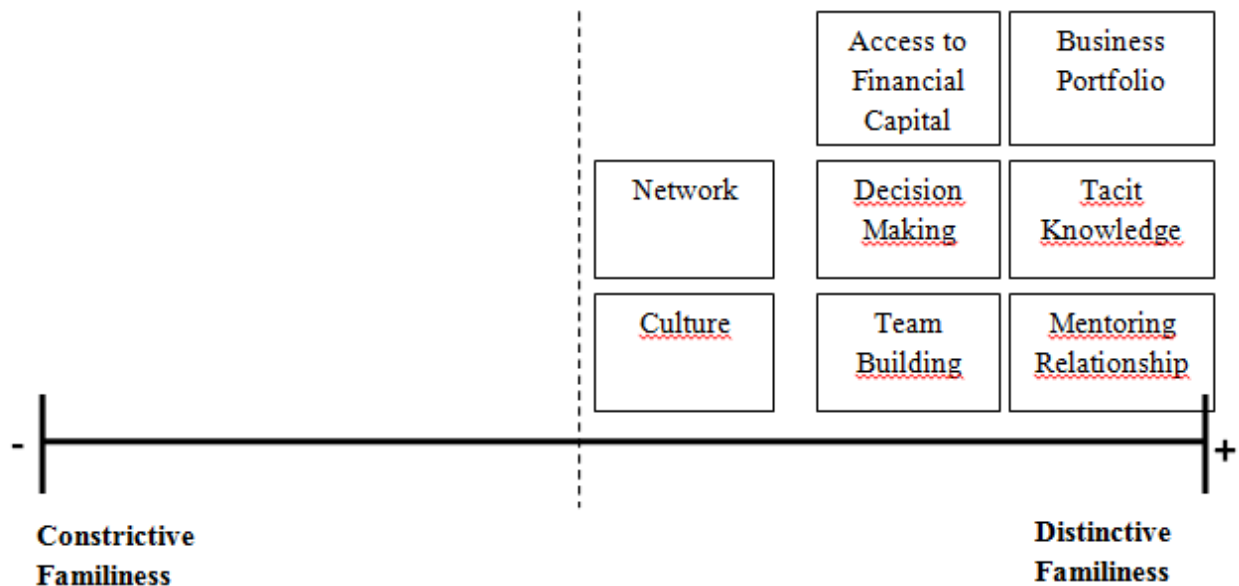 Access to
Financial
Capital
Business
Portfolio
Network
Decision
Making
Tacit
Knowledge
Culture
Team
Building
Mentoring
Relationship
-
+
Constrictive
Familiness
Distinctive
Familiness